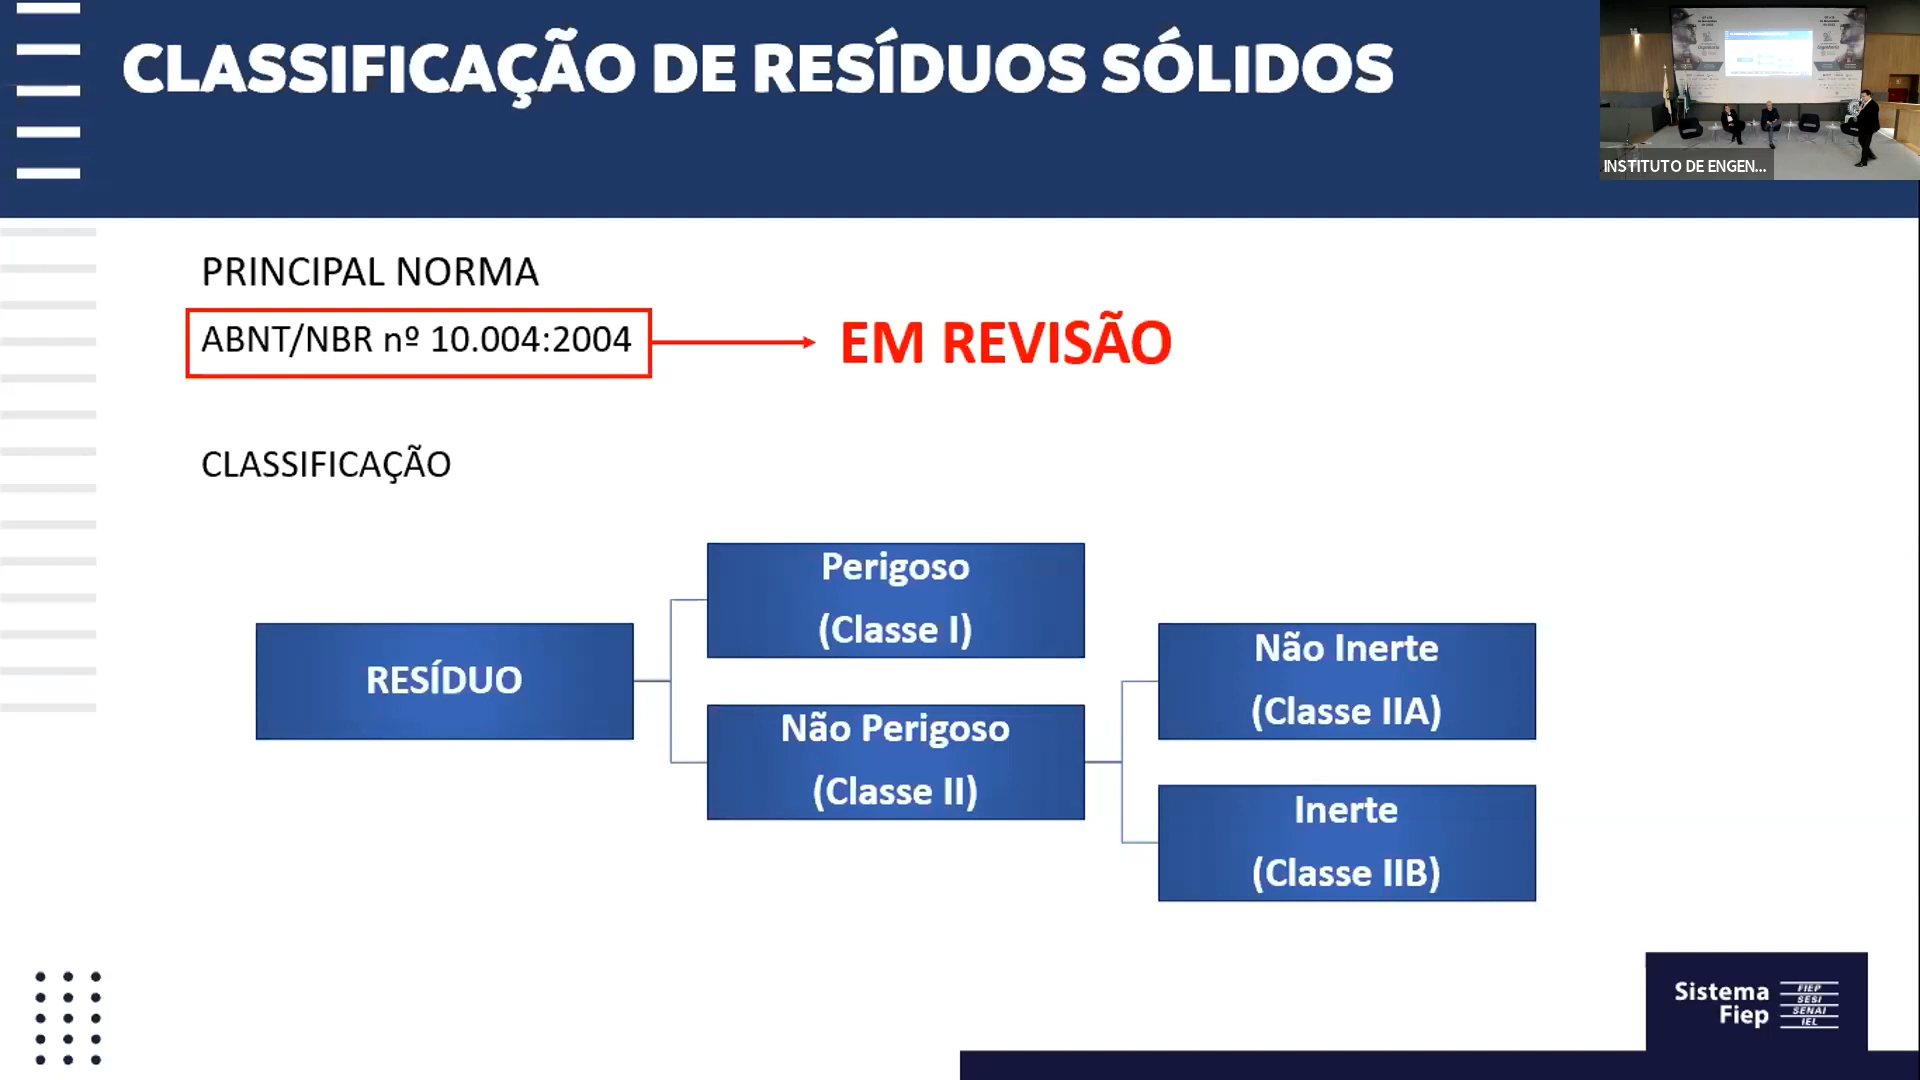 CLASSIFICAÇÃO DE RESÍDUOS SÓLIDOS
INSTITUTO DE ENGEN...
PRINCIPAL NORMA
ABNT/NBR nº 10.004:2004
EM REVISÃO
CLASSIFICAÇÃO
RESÍDUO
Perigoso
(Classe I)
Não Perigoso
(Classe II)
Não Inerte
(Classe IIA)
Inerte
(Classe IIB)
Sistema
Fiep
FIEP
SESI
SENAI
IEL